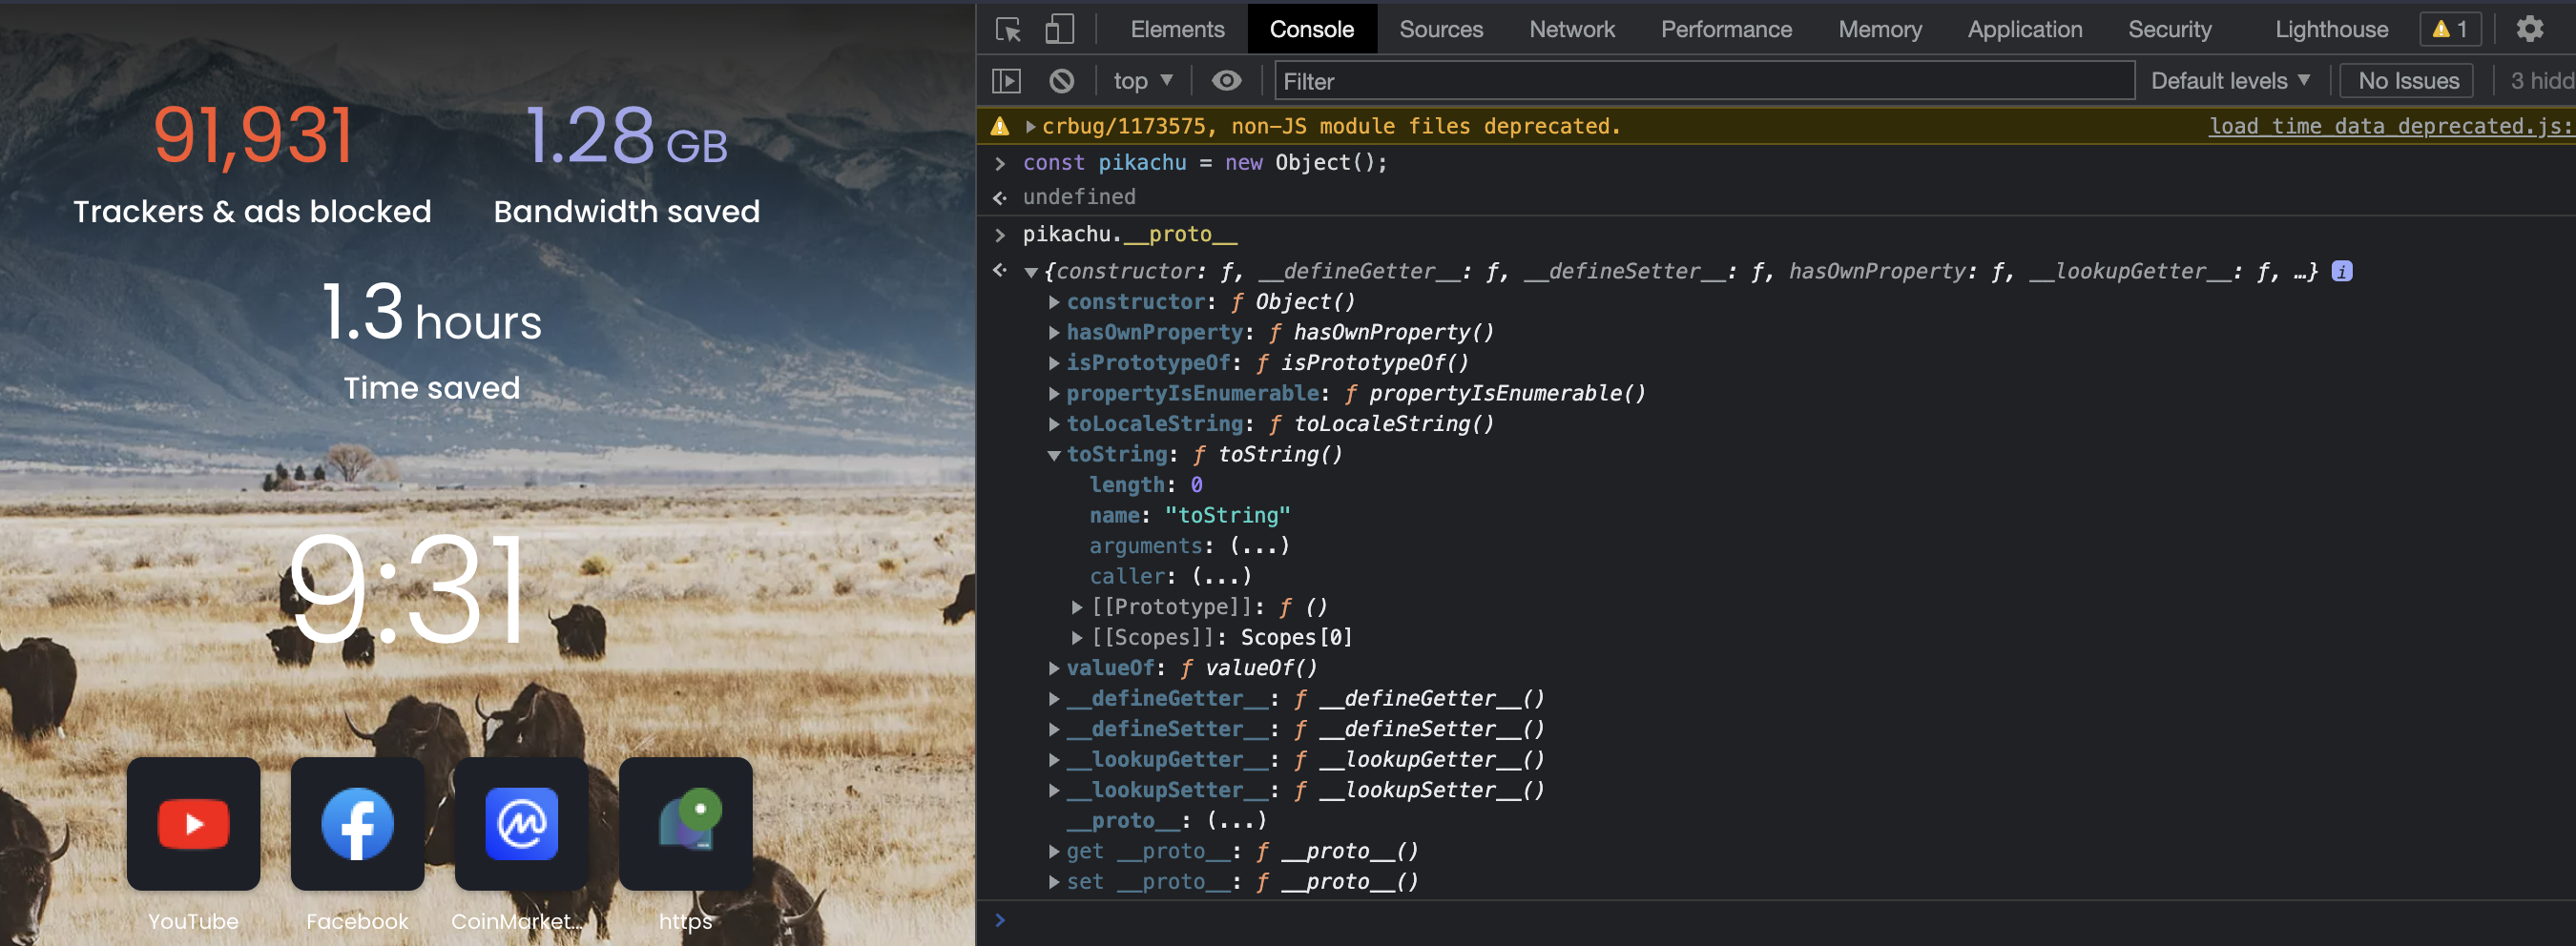 91,931
Trackers & ads blocked
1.28 GB
Bandwidth saved
1.3 hours
Time saved
9:31
YouTube
Facebook
CoinMarket...
https
Elements Console Sources Network Performance Memory Application Security Lighthouse 1
top Filter Default levels No Issues 3 hidd
crbug/1173575, non-JS module files deprecated. load_time_data_deprecated.js:
> const pikachu = new Object();
undefined
> pikachu.__proto__
{constructor: ƒ, __defineGetter__: ƒ, __defineSetter__: ƒ, hasOwnProperty: ƒ, __lookupGetter__: ƒ, …} i
constructor: ƒ Object()
hasOwnProperty: ƒ hasOwnProperty()
isPrototypeOf: ƒ isPrototypeOf()
propertyIsEnumerable: ƒ propertyIsEnumerable()
toLocaleString: ƒ toLocaleString()
toString: ƒ toString()
length: 0
name: "toString"
arguments: (...)
caller: (...)
[[Prototype]]: ƒ ()
[[Scopes]]: Scopes[0]
valueOf: ƒ valueOf()
__defineGetter__: ƒ __defineGetter__()
__defineSetter__: ƒ __defineSetter__()
__lookupGetter__: ƒ __lookupGetter__()
__lookupSetter__: ƒ __lookupSetter__()
__proto__: (...)
get __proto__: ƒ __proto__()
set __proto__: ƒ __proto__()
>